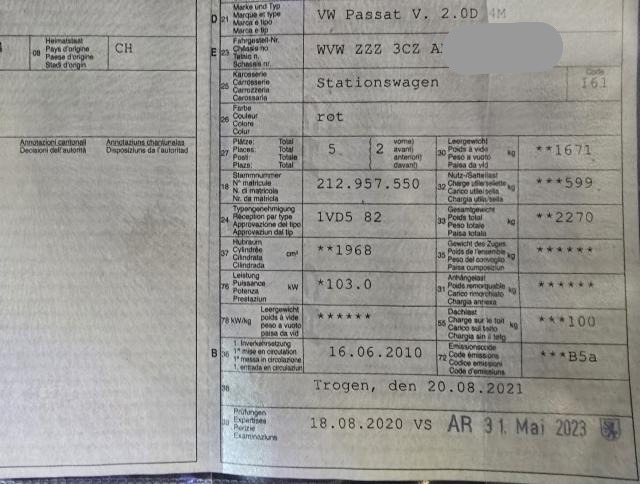 Marke und Typ
D 21 Marque et type VW Passat V. 2.0D 4M
Marca e tipo
Marca e tip
Fahrgestell-Nr.
E 23 Châssis no WVW ZZZ 3CZ
Telaio n.
Schassis nr.
Heimatstaat
08 Pays d'origine CH
Paese d'origine
Stadi d'origin
Karosserie Code
25 Carrosserie Stationswagen 161
Carrozzeria
Carossaria
Farbe
26 Couleur rot
Colore
Colur
Annotazioni cantonali Annotaziuns chantunalas
Decisioni dell'autorità Disposiziuns da l'autoritad
Plätze: Total vorne)
27 Places: Total 5 2 avant)
Posti: Totale anteriori)
Plazs: Total davant)
Leergewicht
30 Poids à vide kg **1671
Peso a vuoto
Paisa da vid
Stammnummer
18 N° matricule 212.957.550
N. di matricola
Nr. da matricla
Nutz-/Sattellast
32 Charge utile/sellette kg ***599
Carico utile/sella
Chargia utila/sella
Typengenehmigung
24 Réception par type 1VD5 82
Approvazione del tipo
Approvaziun dal tip
Gesamtgewicht
33 Poids total kg **2270
Peso totale
Paisa totala
Hubraum
37 Cylindrée cm³ **1968
Cilindrata
Cilindrada
Gewicht des Zuges
35 Poids de l'ensemble kg ******
Peso del convoglio
Paisa cumposiziun
Leistung
76 Puissance kW *103.0
Potenza
Prestaziun
Anhängelast
31 Poids remorquable kg ******
Carico rimorchiato
Chargia annexa
Leergewicht
78 kW/kg poids à vide ******
peso a vuoto
paisa da vid
Dachlast
55 Charge sur le toit kg ***100
Carico sul tetto
Chargia sin il tetg
1. Inverkehrsetzung
B 36 1re mise en circulation 16.06.2010
1a messa in circolazione
1. entrada en circulaziun
Emissionscode
72 Code émissions ***B5a
Codice emissioni
Code d'emissiuns
38 Trogen, den 20.08.2021
Prüfungen
39 Expertises 18.08.2020 VS AR 31. Mai 2023
Perizie
Examinaziuns